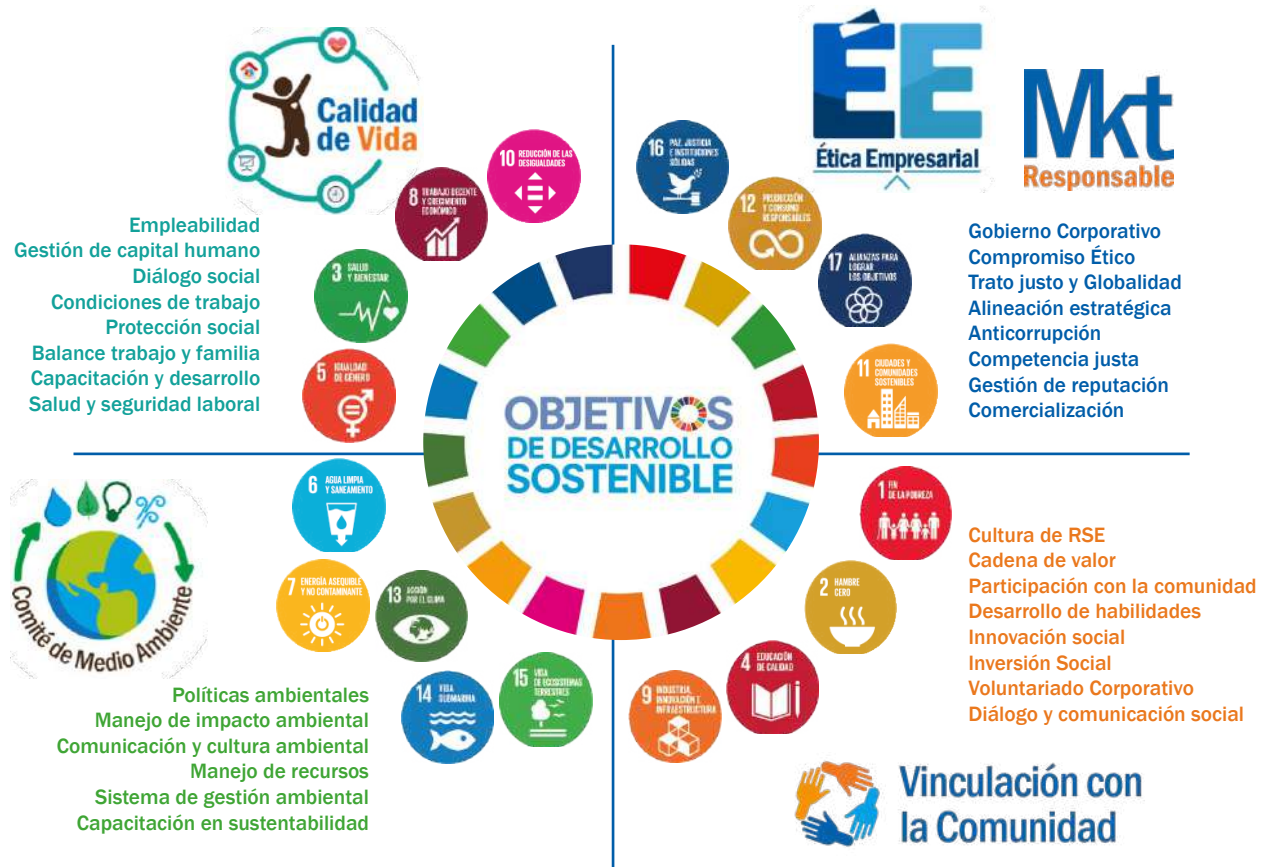 Calidad
de Vida
10 REDUCCIÓN DE LAS
DESIGUALDADES
8 TRABAJO DECENTE
Y CRECIMIENTO
ECONÓMICO
3 SALUD
Y BIENESTAR
5 IGUALDAD
DE GÉNERO
Empleabilidad
Gestión de capital humano
Diálogo social
Condiciones de trabajo
Protección social
Balance trabajo y familia
Capacitación y desarrollo
Salud y seguridad laboral
ÉE
Ética Empresarial
Mkt
Responsable
16 PAZ, JUSTICIA
E INSTITUCIONES
SÓLIDAS
12 PRODUCCIÓN
Y CONSUMO
RESPONSABLES
17 ALIANZAS PARA
LOGRAR
LOS OBJETIVOS
11 CIUDADES Y
COMUNIDADES
SOSTENIBLES
Gobierno Corporativo
Compromiso Ético
Trato justo y Globalidad
Alineación estratégica
Anticorrupción
Competencia justa
Gestión de reputación
Comercialización
OBJETIVOS
DE DESARROLLO
SOSTENIBLE
Comité de Medio Ambiente
6 AGUA LIMPIA
Y SANEAMIENTO
7 ENERGÍA ASEQUIBLE
Y NO CONTAMINANTE
13 ACCIÓN
POR EL CLIMA
14 VIDA
SUBMARINA
15 VIDA
DE ECOSISTEMAS
TERRESTRES
Políticas ambientales
Manejo de impacto ambiental
Comunicación y cultura ambiental
Manejo de recursos
Sistema de gestión ambiental
Capacitación en sustentabilidad
1 FIN
DE LA POBREZA
2 HAMBRE
CERO
4 EDUCACIÓN
DE CALIDAD
9 INDUSTRIA,
INNOVACIÓN E
INFRAESTRUCTURA
Cultura de RSE
Cadena de valor
Participación con la comunidad
Desarrollo de habilidades
Innovación social
Inversión Social
Voluntariado Corporativo
Diálogo y comunicación social
Vinculación con
la Comunidad